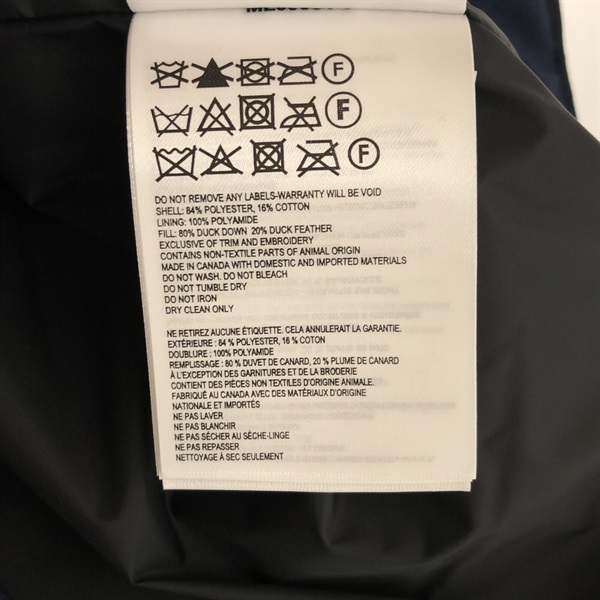 F
F
F
DO NOT REMOVE ANY LABELS-WARRANTY WILL BE VOID
SHELL: 84% POLYESTER, 16% COTTON
LINING: 100% POLYAMIDE
FILL: 80% DUCK DOWN 20% DUCK FEATHER
EXCLUSIVE OF TRIM AND EMBROIDERY
CONTAINS NON-TEXTILE PARTS OF ANIMAL ORIGIN
MADE IN CANADA WITH DOMESTIC AND IMPORTED MATERIALS
DO NOT WASH. DO NOT BLEACH
DO NOT TUMBLE DRY
DO NOT IRON
DRY CLEAN ONLY
NE RETIREZ AUCUNE ÉTIQUETTE. CELA ANNULERAIT LA GARANTIE.
EXTÉRIEURE : 84 % POLYESTER, 16 % COTON
DOUBLURE : 100% POLYAMIDE
REMPLISSAGE : 80 % DUVET DE CANARD, 20 % PLUME DE CANARD
À L'EXCEPTION DES GARNITURES ET DE LA BRODERIE
CONTIENT DES PIÈCES NON TEXTILES D'ORIGINE ANIMALE.
FABRIQUÉ AU CANADA AVEC DES MATÉRIAUX D'ORIGINE
NATIONALE ET IMPORTÉS
NE PAS LAVER
NE PAS BLANCHIR
NE PAS SÉCHER AU SÈCHE-LINGE
NE PAS REPASSER
NETTOYAGE À SEC SEULEMENT